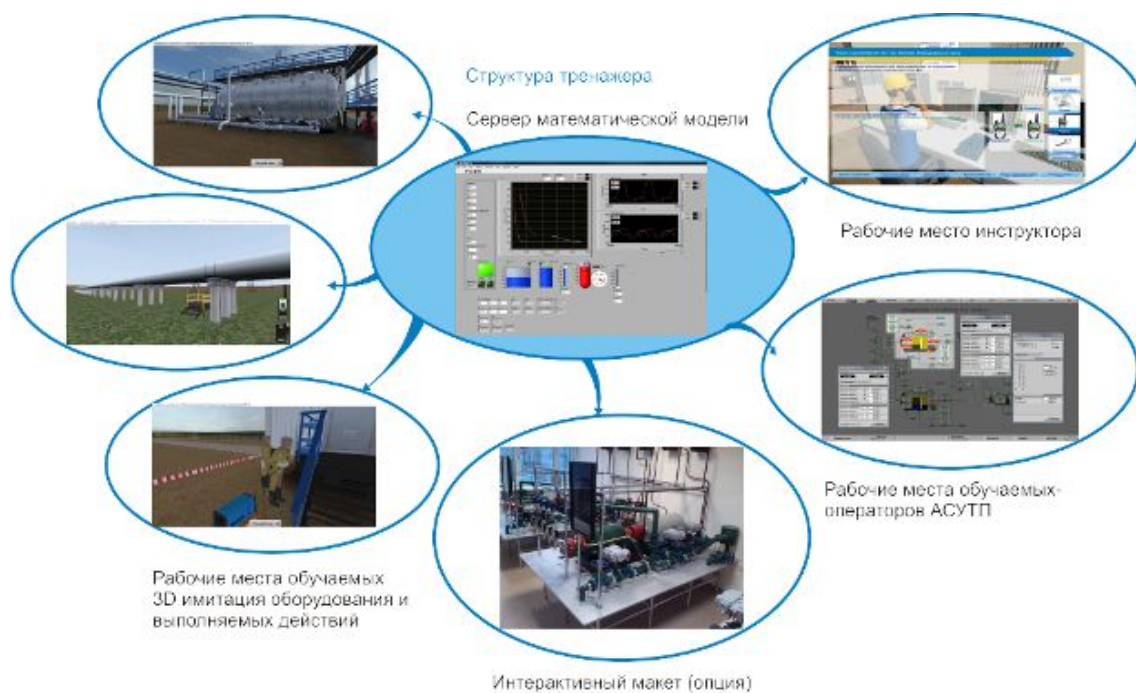 Структура тренажера
Сервер математической модели
Рабочие место инструктора
Рабочие места обучаемых-
операторов АСУТП
Рабочие места обучаемых
3D имитация оборудования и
выполняемых действий
Интерактивный макет (опция)